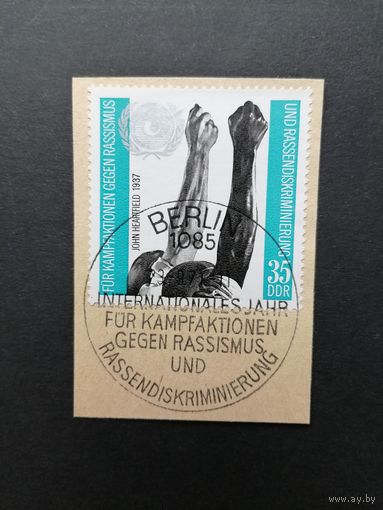 FÜR KAMPFAKTIONEN GEGEN RASSISMUS
UND RASSENDISKRIMINIERUNG
JOHN HEARTFIELD 1937
35
DDR
BERLIN
1085
INTERNATIONALES JAHR
FÜR KAMPFAKTIONEN
GEGEN RASSISMUS
UND
RASSENDISKRIMINIERUNG
www.ay.by